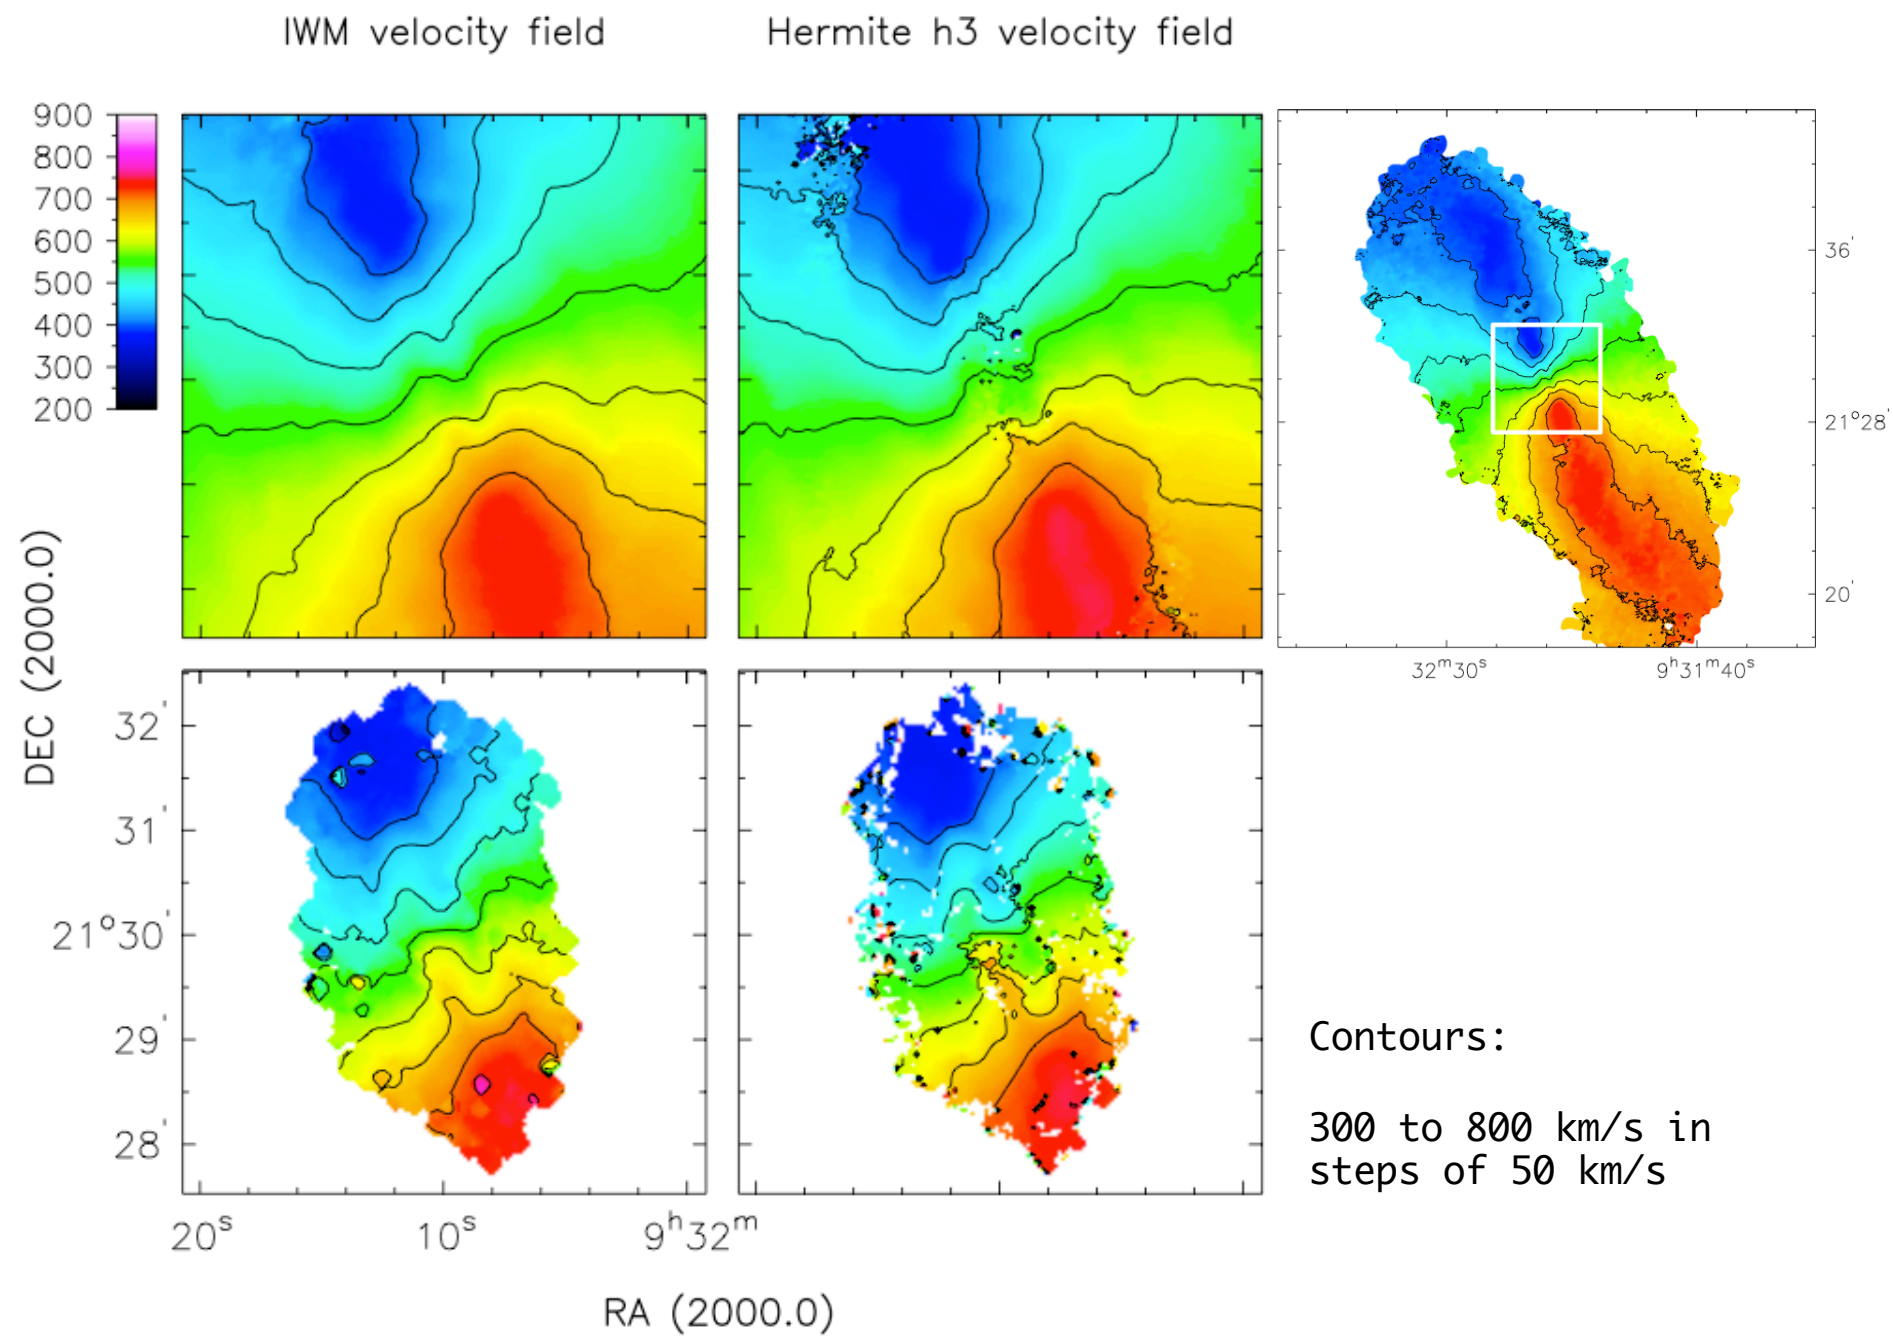 IWM velocity field
Hermite h3 velocity field
900
800
700
600
500
400
300
200
36'
21°28'
20'
32ᵐ30ˢ
9ʰ31ᵐ40ˢ
DEC (2000.0)
32'
31'
21°30'
29'
28'
20ˢ
10ˢ
9ʰ32ᵐ
RA (2000.0)
Contours:
300 to 800 km/s in
steps of 50 km/s